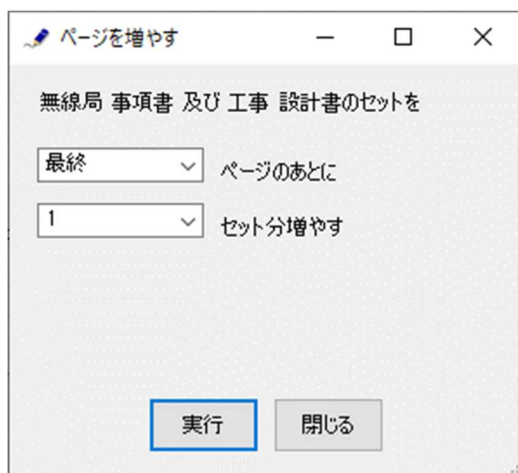 ページを増やす
無線局 事項書 及び 工事 設計書のセットを
最終 ページのあとに
1 セット分増やす
実行 閉じる